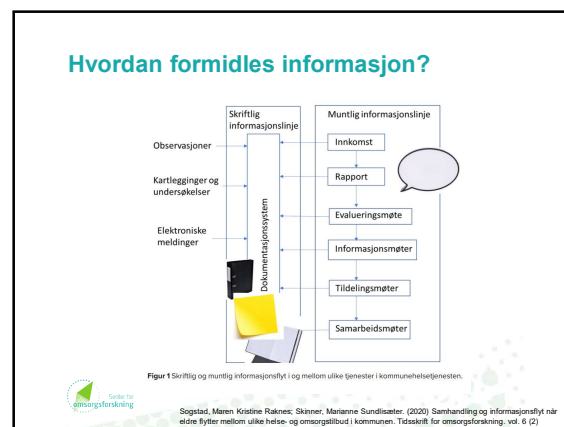 Hvordan formidles informasjon?
Skriftlig
informasjonslinje
Muntlig informasjonslinje
Observasjoner
Kartlegginger og
undersøkelser
Elektroniske
meldinger
Dokumentasjonssystem
Innkomst
Rapport
Evalueringsmøte
Informasjonsmøter
Tildelingsmøter
Samarbeidsmøter
Figur 1 Skriftlig og muntlig informasjonsflyt i og mellom ulike tjenester i kommunehelsetjenesten.
Senter for
omsorgsforskning
Sogstad, Maren Kristine Raknes; Skinner, Marianne Sundlisæter. (2020) Samhandling og informasjonsflyt når
eldre flytter mellom ulike helse- og omsorgstilbud i kommunen. Tidsskrift for omsorgsforskning. vol. 6 (2)